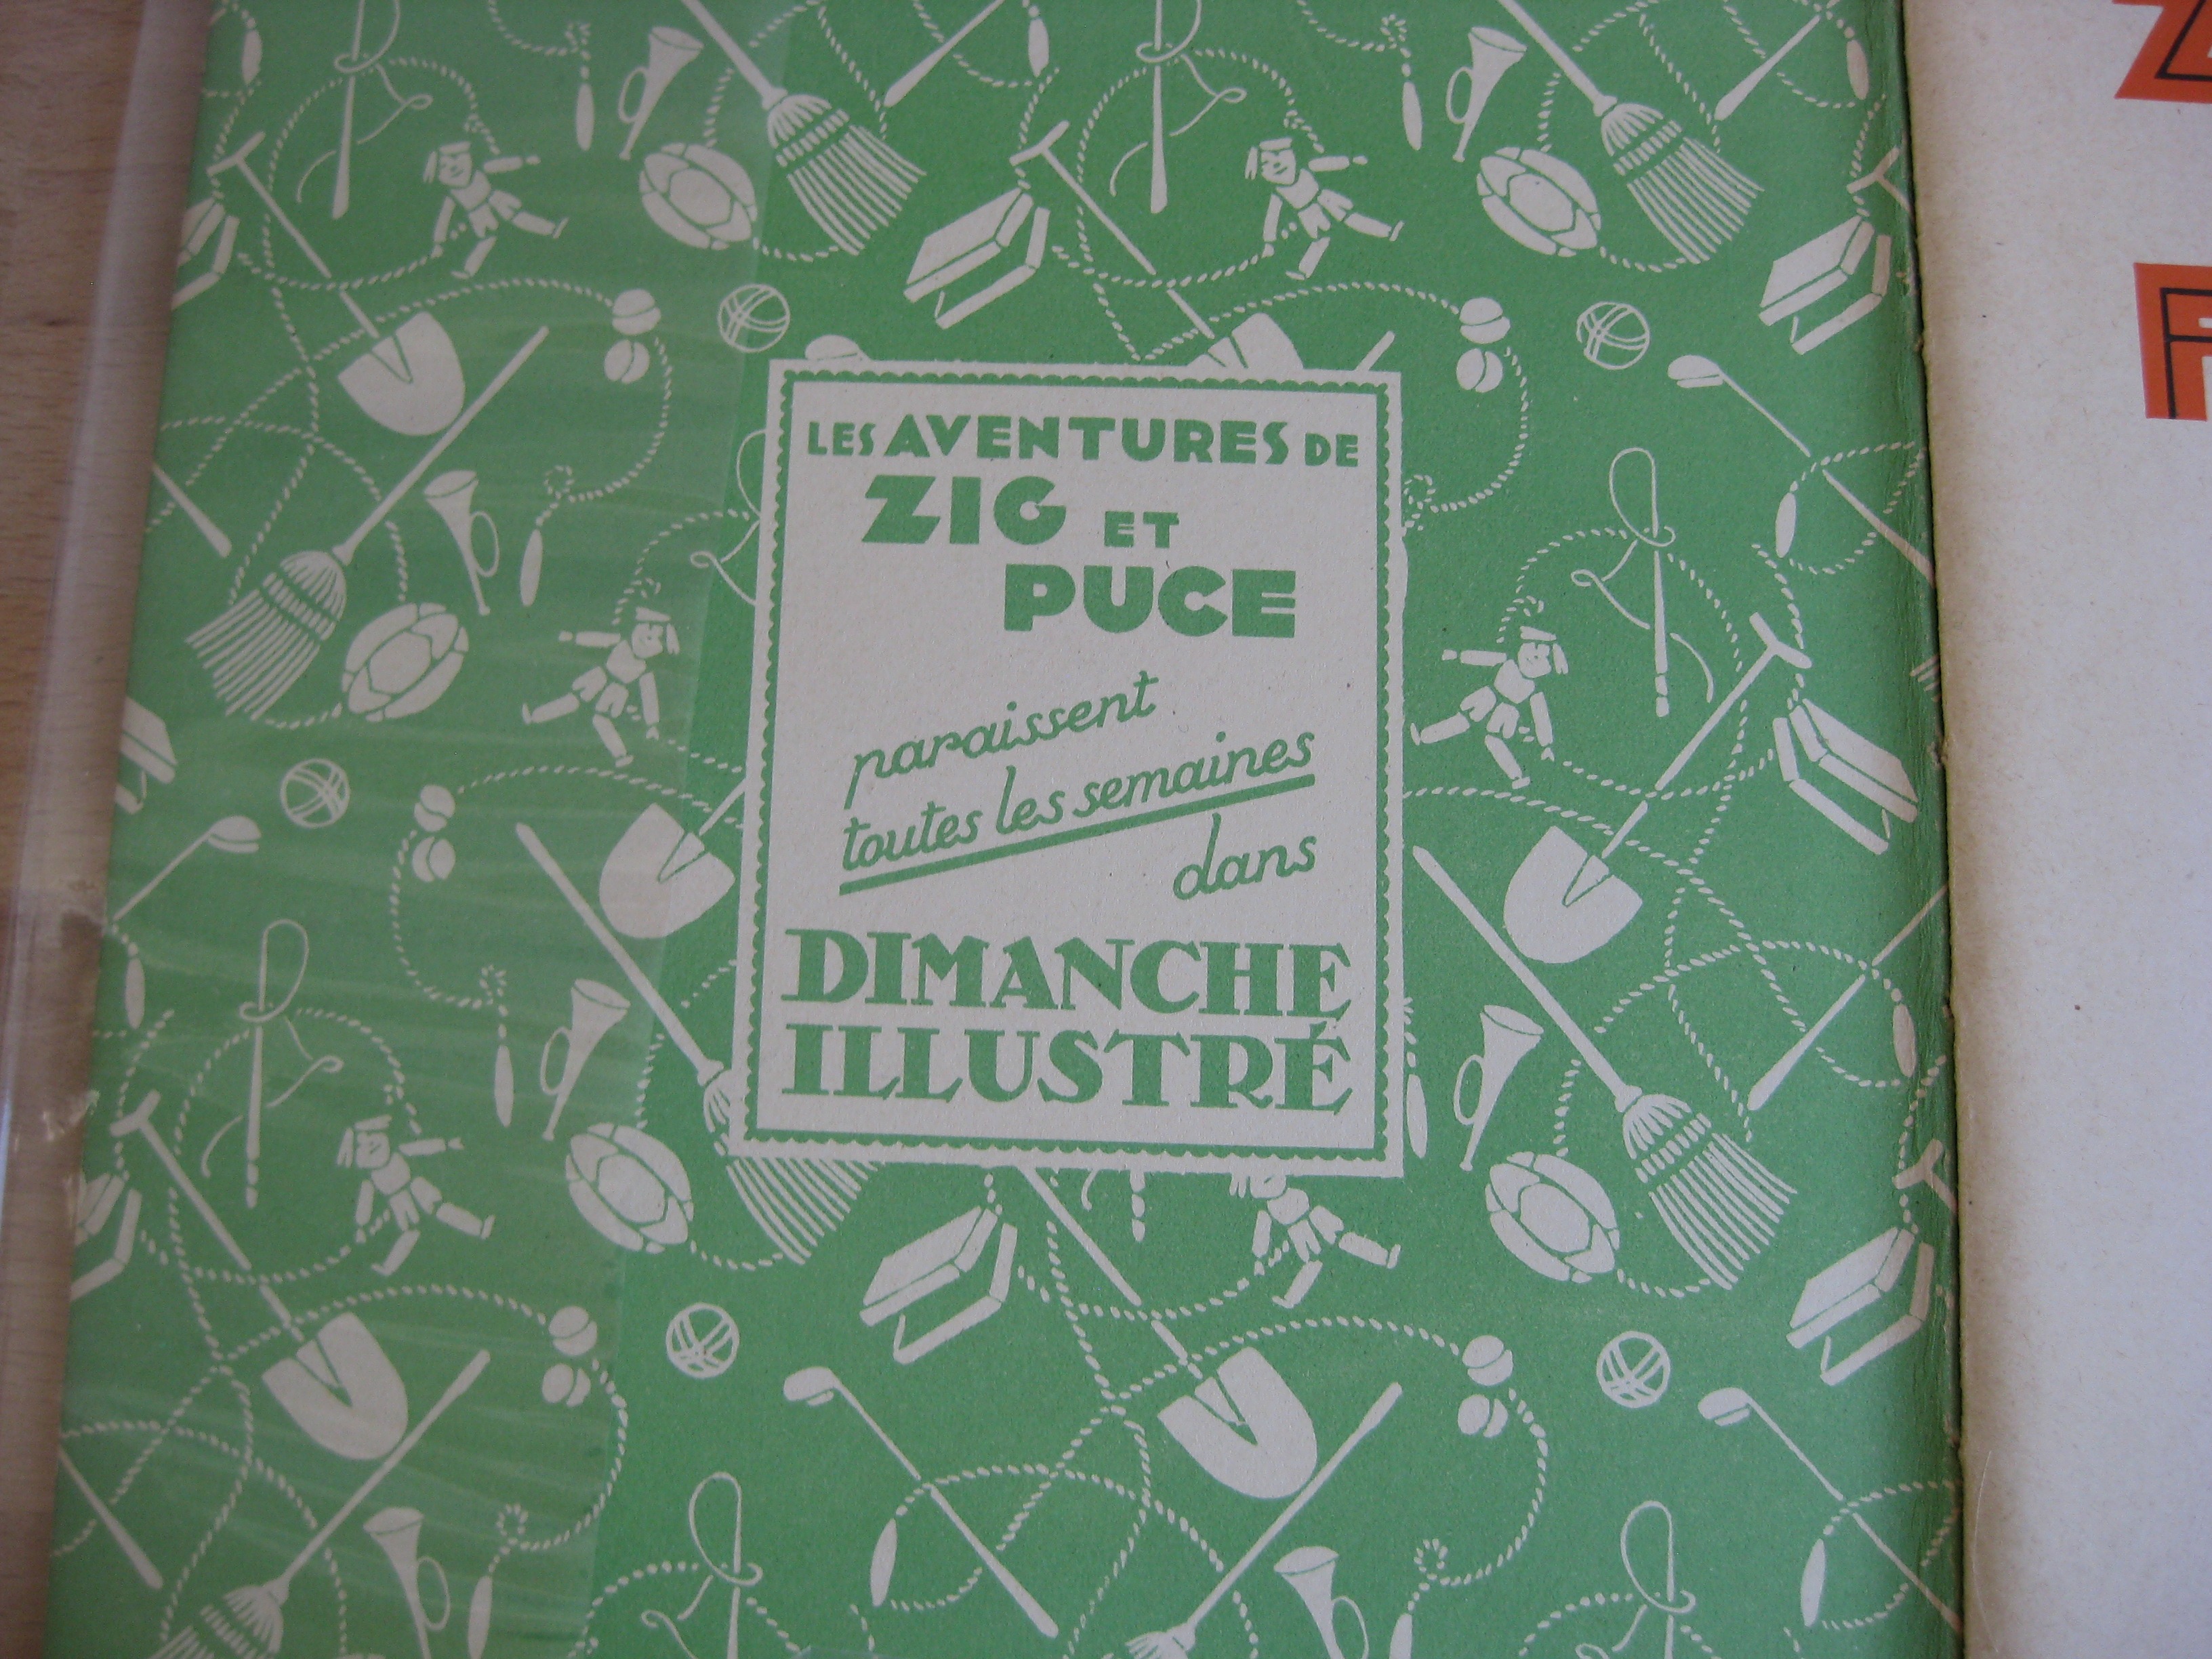 LES AVENTURES DE
ZIG ET
PUCE
paraissent
toutes les semaines
dans
DIMANCHE
ILLUSTRÉ